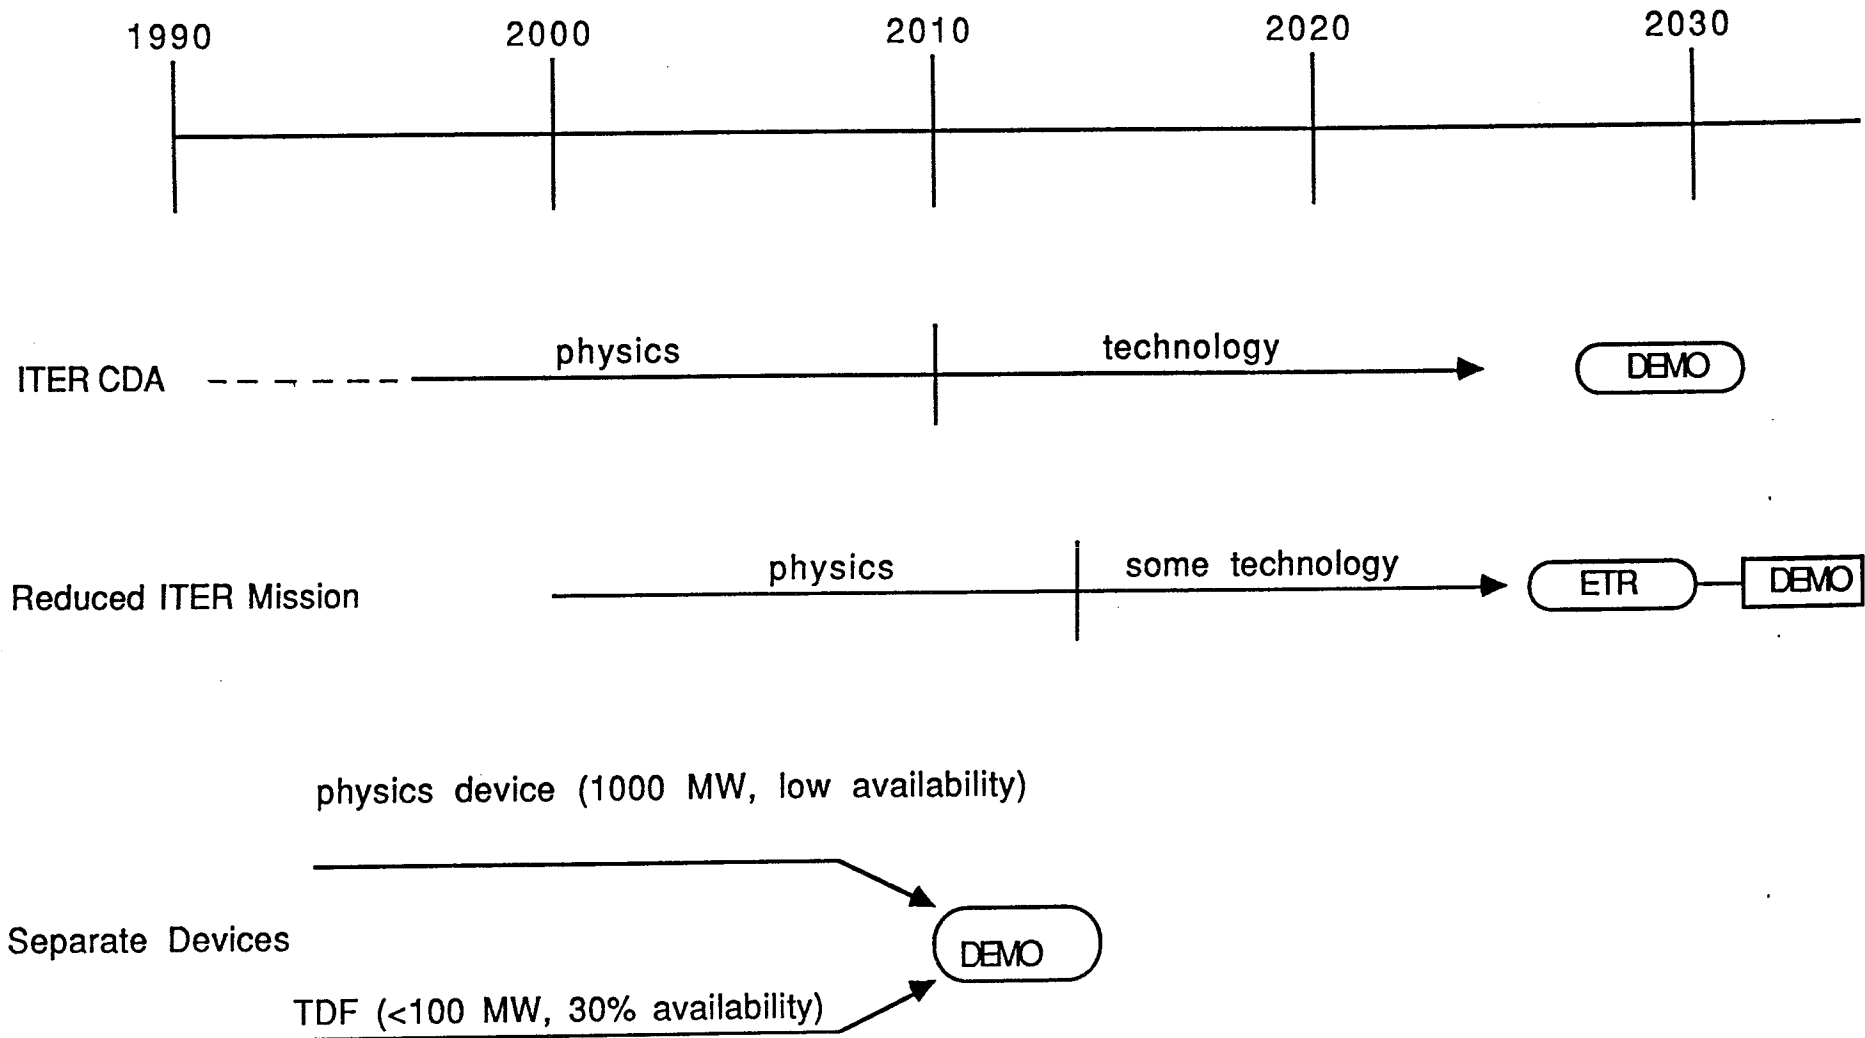 1990 2000 2010 2020 2030
physics technology
ITER CDA DEMO
physics some technology
Reduced ITER Mission ETR DEMO
physics device (1000 MW, low availability)
Separate Devices DEMO
TDF (<100 MW, 30% availability)